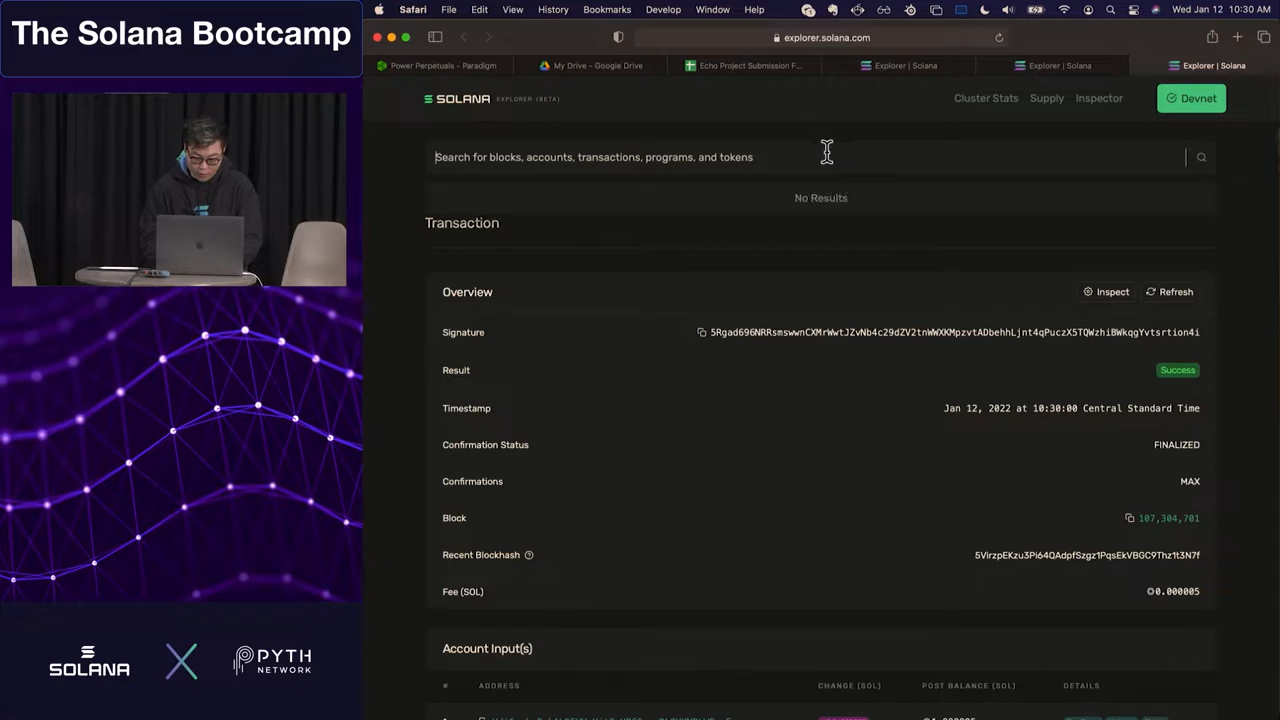 The Solana Bootcamp
Safari File Edit View History Bookmarks Develop Window Help Wed Jan 12 10:30 AM
explorer.solana.com
Power Perpetuals - Paradigm My Drive - Google Drive Echo Project Submission F... Explorer | Solana Explorer | Solana Explorer | Solana
SOLANA EXPLORER (BETA) Cluster Stats Supply Inspector Devnet
Search for blocks, accounts, transactions, programs, and tokens
No Results
Transaction
Overview Inspect Refresh
Signature 5Rgad696NRRsmswwnCXMrWwtJZvNb4c29dZV2tnWWXKMpzvtADbehhLjnt4qPuczX5TQWzhiBWkqgYvtsrtion4i
Result Success
Timestamp Jan 12, 2022 at 10:30:00 Central Standard Time
Confirmation Status FINALIZED
Confirmations MAX
Block 107,304,701
Recent Blockhash 5VirzpEKzu3Pi64QAdpfSzgz1PqsEkVBGC9Thz1t3N7f
Fee (SOL) 0.000005
Account Input(s)
# ADDRESS CHANGE (SOL) POST BALANCE (SOL) DETAILS
SOLANA
PYTH
NETWORK